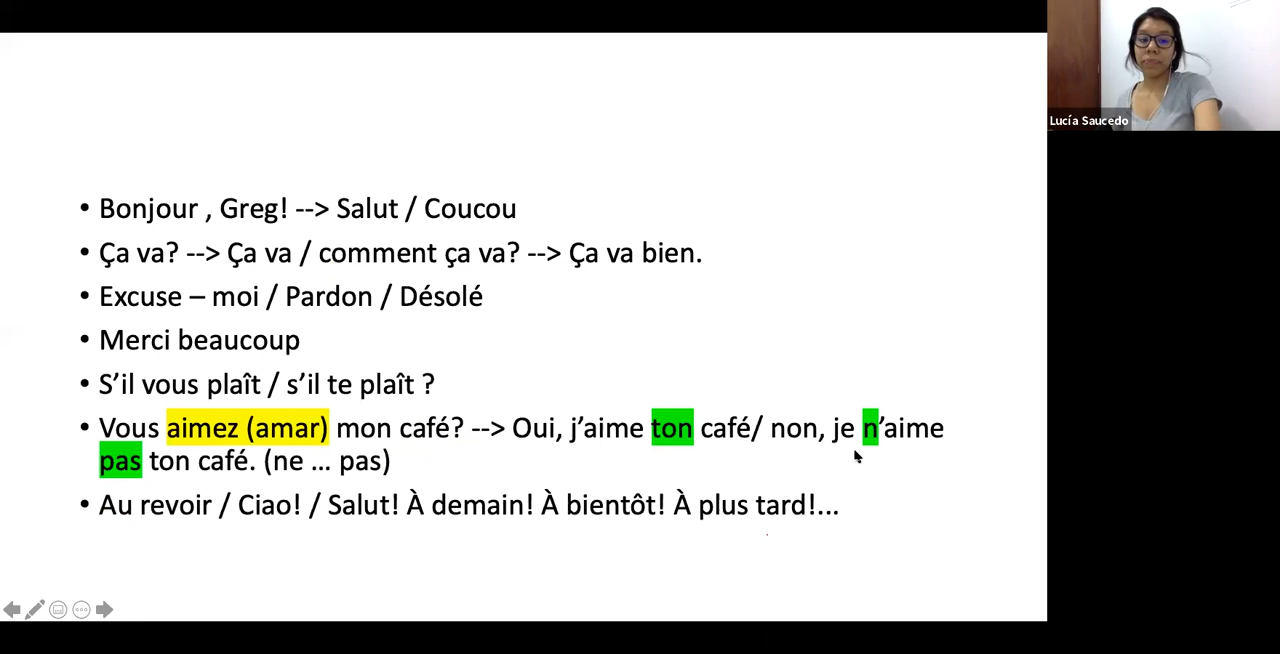 Bonjour , Greg! --> Salut / Coucou
Ça va? --> Ça va / comment ça va? --> Ça va bien.
Excuse – moi / Pardon / Désolé
Merci beaucoup
S’il vous plaît / s’il te plaît ?
Vous aimez (amar) mon café? --> Oui, j’aime ton café/ non, je n’aime
pas ton café. (ne ... pas)
Au revoir / Ciao! / Salut! À demain! À bientôt! À plus tard!...
Lucía Saucedo